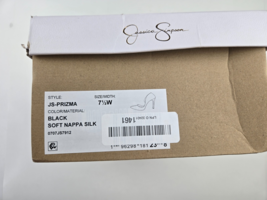 Jessica Simpson
STYLE: SIZE/WIDTH:
JS-PRIZMA 7½W
COLOR/MATERIAL:
BLACK
SOFT NAPPA SILK
1461